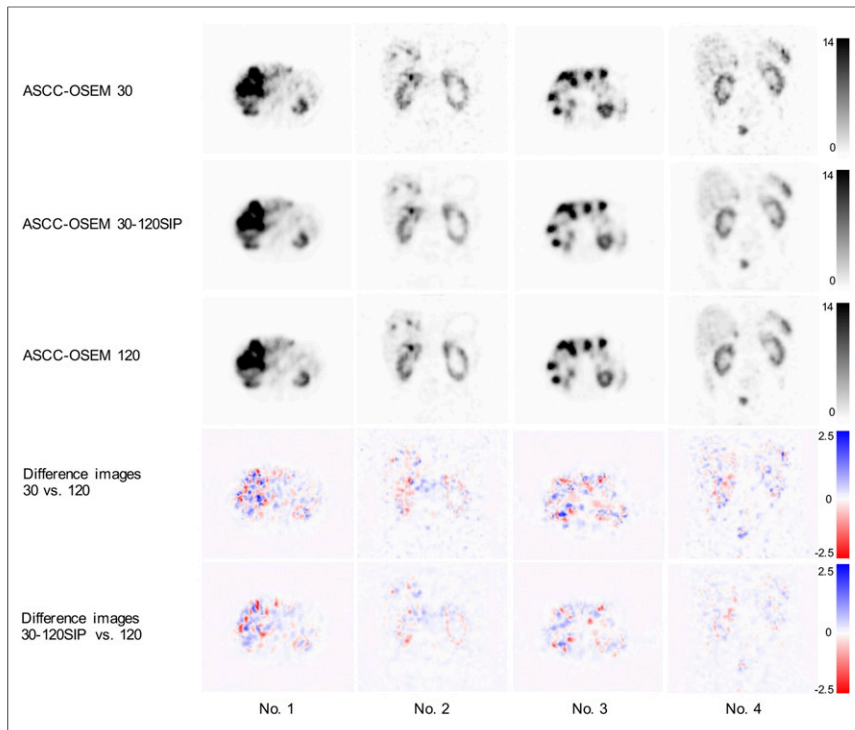 ASCC-OSEM 30
14
0
ASCC-OSEM 30-120SIP
14
0
ASCC-OSEM 120
14
0
Difference images
30 vs. 120
2.5
0
-2.5
Difference images
30-120SIP vs. 120
2.5
0
-2.5
No. 1 No. 2 No. 3 No. 4